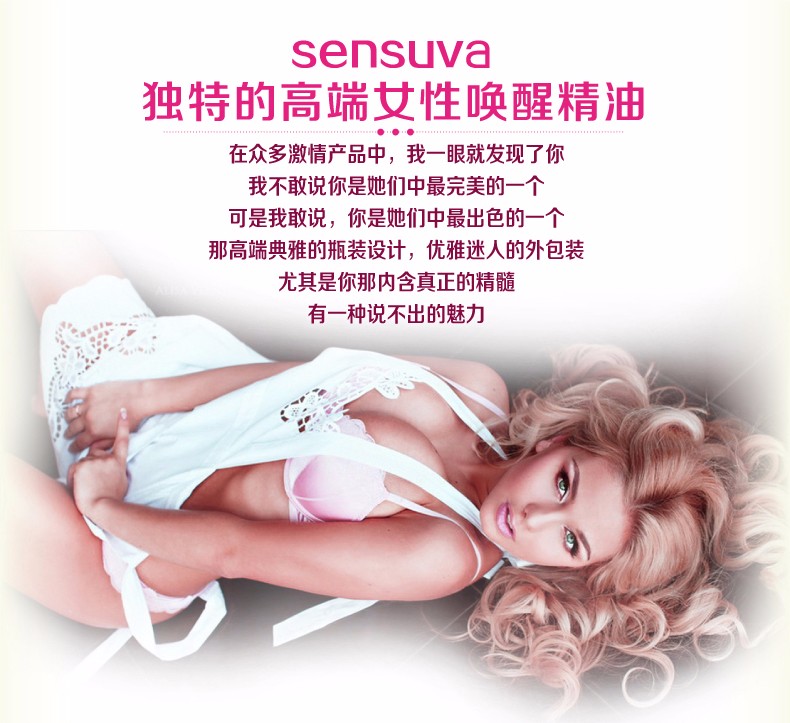 sensuva
独特的高端女性唤醒精油
在众多激情产品中，我一眼就发现了你
我不敢说你是她们中最完美的一个
可是我敢说，你是她们中最出色的一个
那高端典雅的瓶装设计，优雅迷人的外包装
尤其是你那内含真正的精髓
有一种说不出的魅力